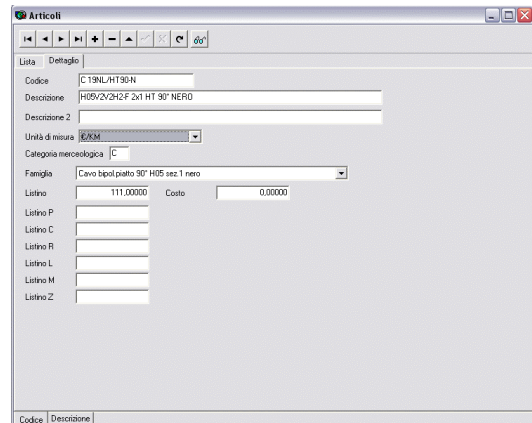 Articoli
Lista Dettaglio
Codice C 19NL/HT90-N
Descrizione H05V2V2H2-F 2x1 HT 90° NERO
Descrizione 2
Unità di misura €/KM
Categoria merceologica C
Famiglia Cavo bipol.piatto 90° H05 sez.1 nero
Listino 111,00000 Costo 0,00000
Listino P
Listino C
Listino R
Listino L
Listino M
Listino Z
Codice Descrizione